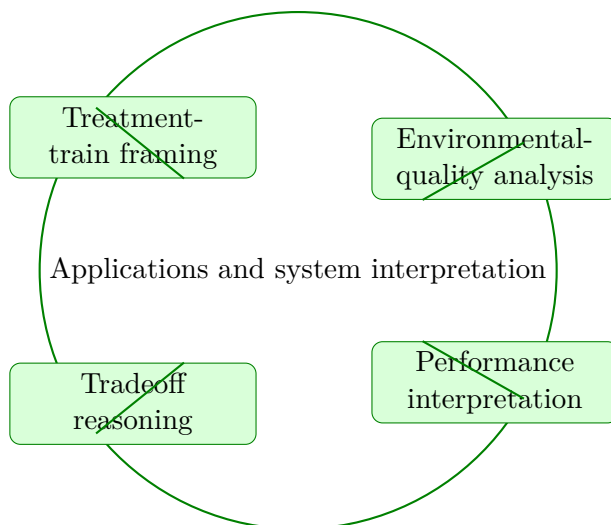 Treatment-
train framing
Environmental-
quality analysis
Applications and system interpretation
Tradeoff
reasoning
Performance
interpretation